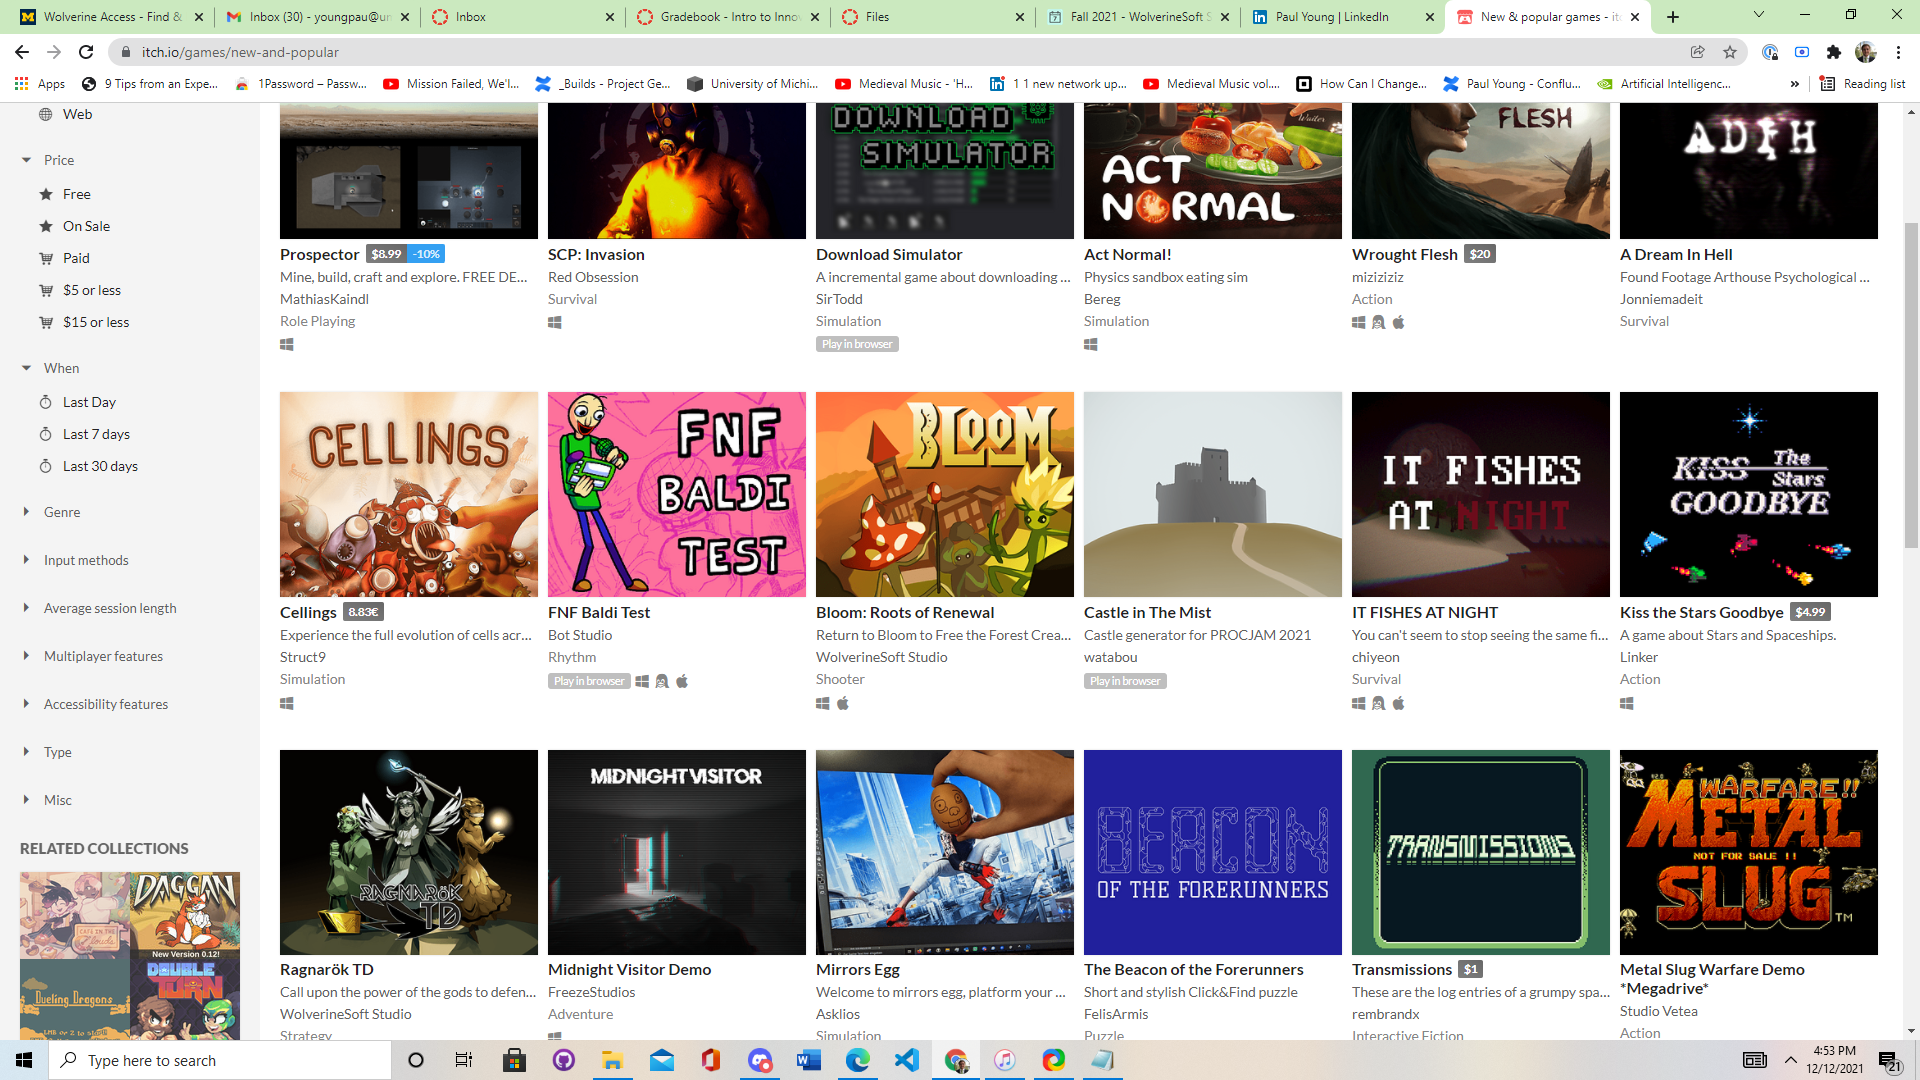 Wolverine Access - Find &
Inbox (30) - youngpau@un
Inbox
Gradebook - Intro to Innov
Files
Fall 2021 - WolverineSoft S
Paul Young | LinkedIn
New & popular games - itc
itch.io/games/new-and-popular
Apps
9 Tips from an Expe...
1Password – Passw...
Mission Failed, We'l...
_Builds - Project Ge...
University of Michi...
Medieval Music - 'H...
1 1 new network up...
Medieval Music vol....
How Can I Change...
Paul Young - Conflu...
Artificial Intelligenc...
»
Reading list
Web
Price
Free
On Sale
Paid
$5 or less
$15 or less
When
Last Day
Last 7 days
Last 30 days
Genre
Input methods
Average session length
Multiplayer features
Accessibility features
Type
Misc
RELATED COLLECTIONS
CAFE IN THE
Clouds
DAGGAN
New Version 0.12!
Dueling Dragons
LMB or Z to start!
DOUBLE
TURN
Prospector $8.99 -10%
Mine, build, craft and explore. FREE DE...
MathiasKaindl
Role Playing
SCP: Invasion
Red Obsession
Survival
DOWNLOAD
SIMULATOR
Download Simulator
A incremental game about downloading ...
SirTodd
Simulation
Play in browser
Waiter
ACT
NORMAL
Act Normal!
Physics sandbox eating sim
Bereg
Simulation
FLESH
Wrought Flesh $20
miziziziz
Action
ADIH
A Dream In Hell
Found Footage Arthouse Psychological ...
Jonniemadeit
Survival
CELLINGS
Cellings 8.83€
Experience the full evolution of cells acr...
Struct9
Simulation
FNF
BALDI
TEST
FNF Baldi Test
Bot Studio
Rhythm
Play in browser
BLOOM
Bloom: Roots of Renewal
Return to Bloom to Free the Forest Crea...
WolverineSoft Studio
Shooter
Castle in The Mist
Castle generator for PROCJAM 2021
watabou
Play in browser
IT FISHES
AT NIGHT
IT FISHES AT NIGHT
You can't seem to stop seeing the same fi...
chiyeon
Survival
KISS The
Stars
GOODBYE
Kiss the Stars Goodbye $4.99
A game about Stars and Spaceships.
Linker
Action
RAGNARÖK
TD
Ragnarök TD
Call upon the power of the gods to defen...
WolverineSoft Studio
Strategy
MIDNIGHT VISITOR
Midnight Visitor Demo
FreezeStudios
Adventure
Mirrors Egg
Welcome to mirrors egg, platform your ...
Asklios
Simulation
BEACON
OF THE FORERUNNERS
The Beacon of the Forerunners
Short and stylish Click&Find puzzle
FelisArmis
Puzzle
TRANSMISSIONS
Transmissions $1
These are the log entries of a grumpy spa...
rembrandx
Interactive Fiction
WARFARE!!
METAL
NOT FOR SALE !!
SLUG
TM
Metal Slug Warfare Demo
*Megadrive*
Studio Vetea
Action
Type here to search
4:53 PM
12/12/2021
21